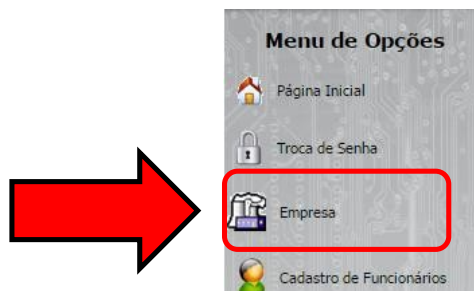 Menu de Opções
Página Inicial
Troca de Senha
Empresa
Cadastro de Funcionários